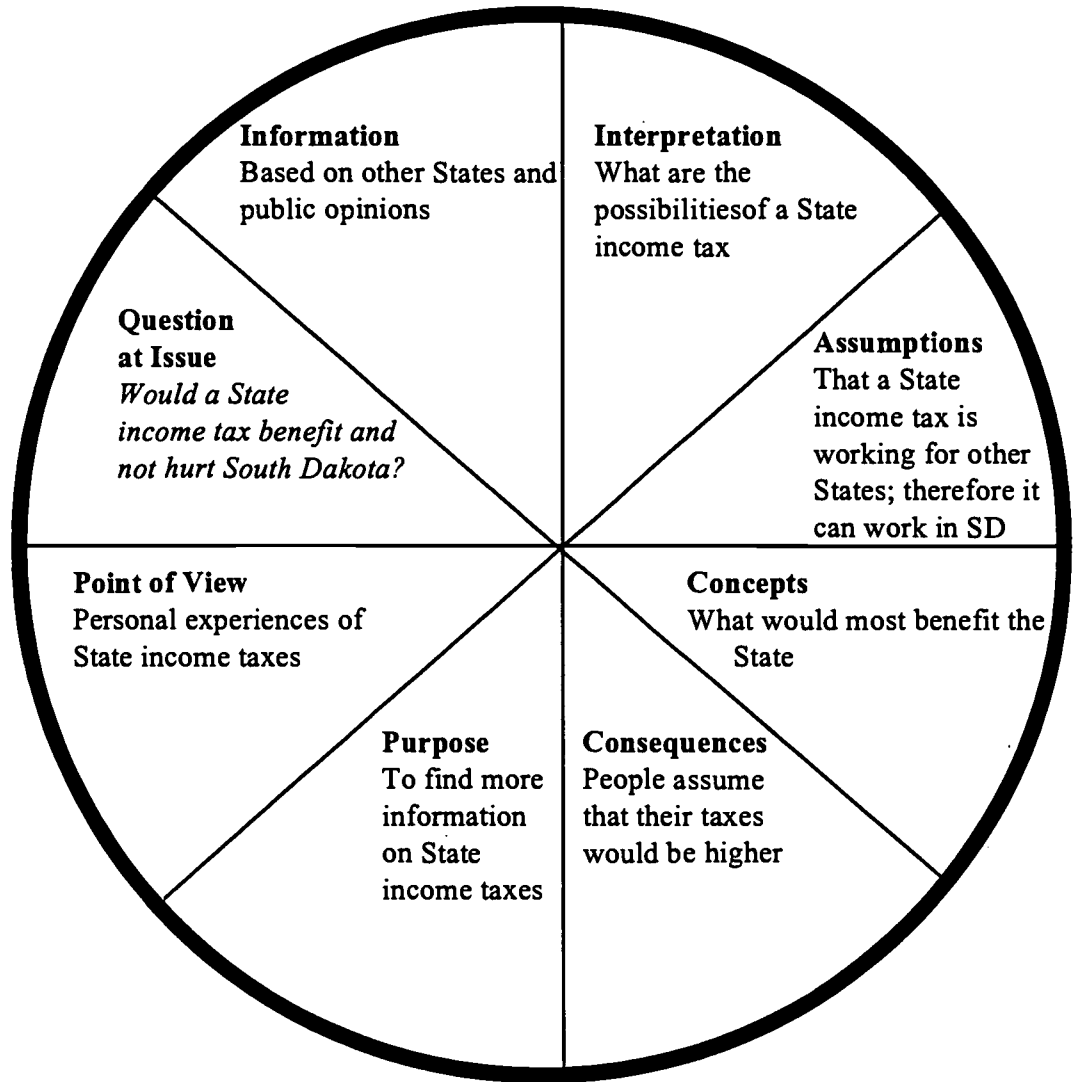 Information
Based on other States and
public opinions
Interpretation
What are the
possibilitiesof a State
income tax
Question
at Issue
Would a State
income tax benefit and
not hurt South Dakota?
Assumptions
That a State
income tax is
working for other
States; therefore it
can work in SD
Point of View
Personal experiences of
State income taxes
Concepts
What would most benefit the
State
Purpose
To find more
information
on State
income taxes
Consequences
People assume
that their taxes
would be higher